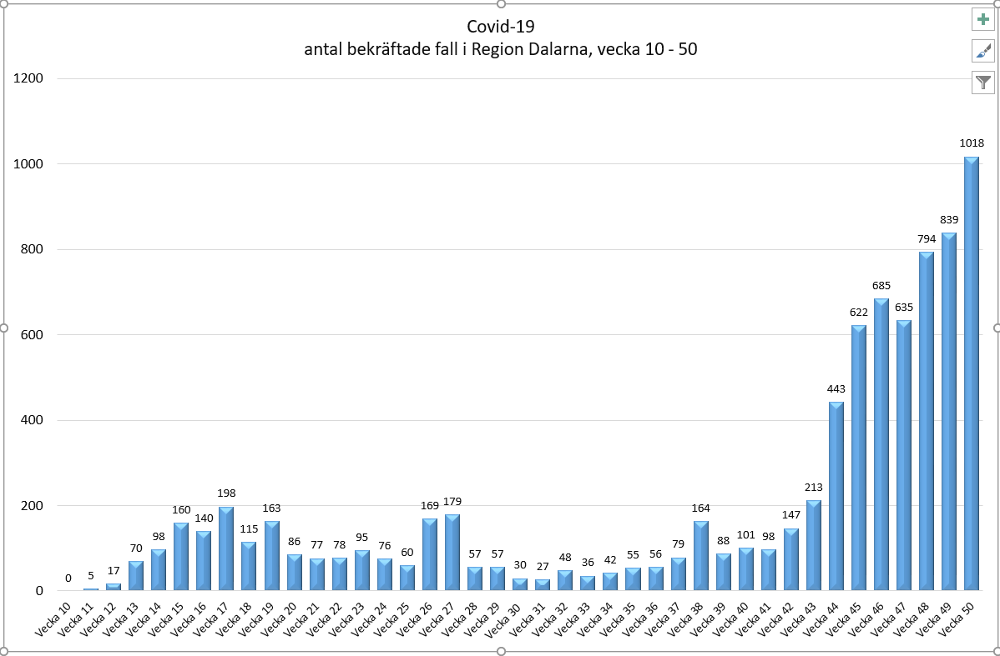 Covid-19
antal bekräftade fall i Region Dalarna, vecka 10 - 50
1200
1000
800
600
400
200
0
0
5
17
70
98
160
140
198
115
163
86
77
78
95
76
60
169
179
57
57
30
27
48
36
42
55
56
79
164
88
101
98
147
213
443
622
685
635
794
839
1018
Vecka 10
Vecka 11
Vecka 12
Vecka 13
Vecka 14
Vecka 15
Vecka 16
Vecka 17
Vecka 18
Vecka 19
Vecka 20
Vecka 21
Vecka 22
Vecka 23
Vecka 24
Vecka 25
Vecka 26
Vecka 27
Vecka 28
Vecka 29
Vecka 30
Vecka 31
Vecka 32
Vecka 33
Vecka 34
Vecka 35
Vecka 36
Vecka 37
Vecka 38
Vecka 39
Vecka 40
Vecka 41
Vecka 42
Vecka 43
Vecka 44
Vecka 45
Vecka 46
Vecka 47
Vecka 48
Vecka 49
Vecka 50